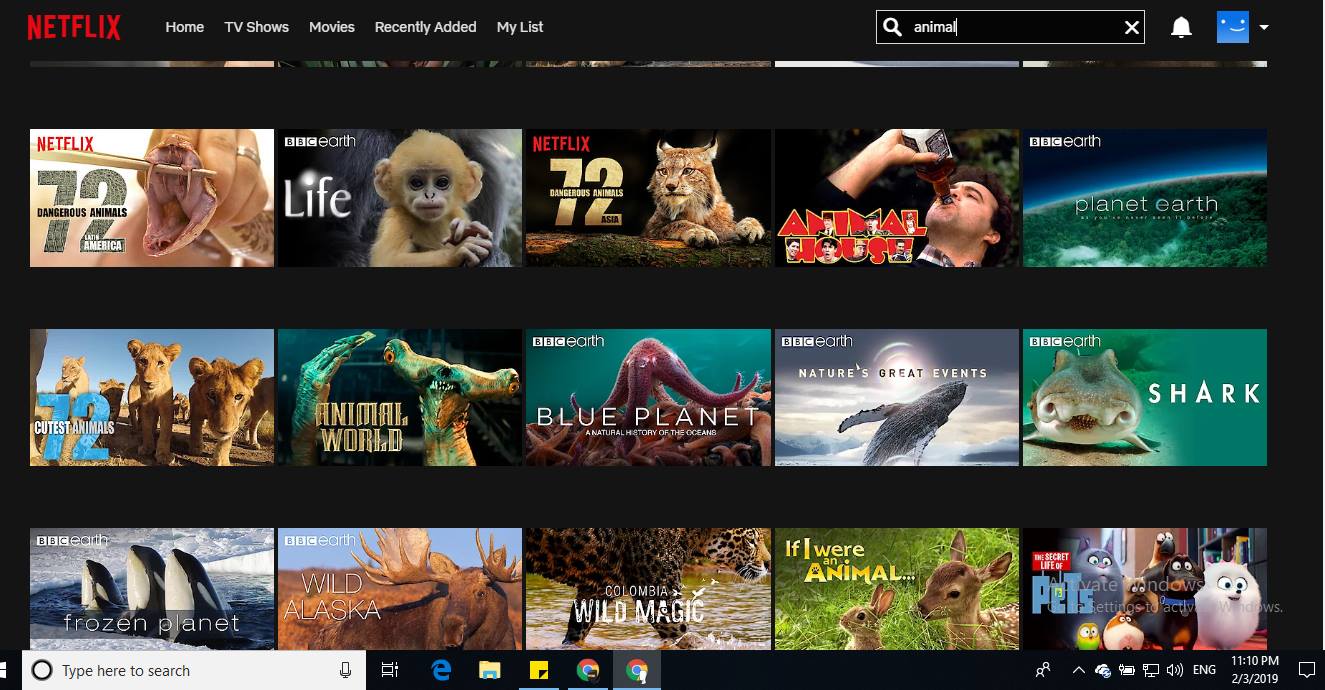 NETFLIX
Home TV Shows Movies Recently Added My List
animal
NETFLIX
72
DANGEROUS ANIMALS
LATIN
AMERICA
BBC earth
Life
NETFLIX
72
DANGEROUS ANIMALS
ASIA
ANIMAL
HOUSE
BBC earth
planet earth
as you've never seen it before
72
CUTEST ANIMALS
ANIMAL
WORLD
BBC earth
BLUE PLANET
A NATURAL HISTORY OF THE OCEANS
BBC earth
NATURE'S GREAT EVENTS
BBC earth
SHARK
BBC earth
frozen planet
BBC earth
WILD
ALASKA
COLOMBIA
WILD MAGIC
If I were
an
ANIMAL...
THE SECRET
LIFE OF
Pets
Activate Windows
Go to Settings to activate Windows.
Type here to search
ENG
11:10 PM
2/3/2019